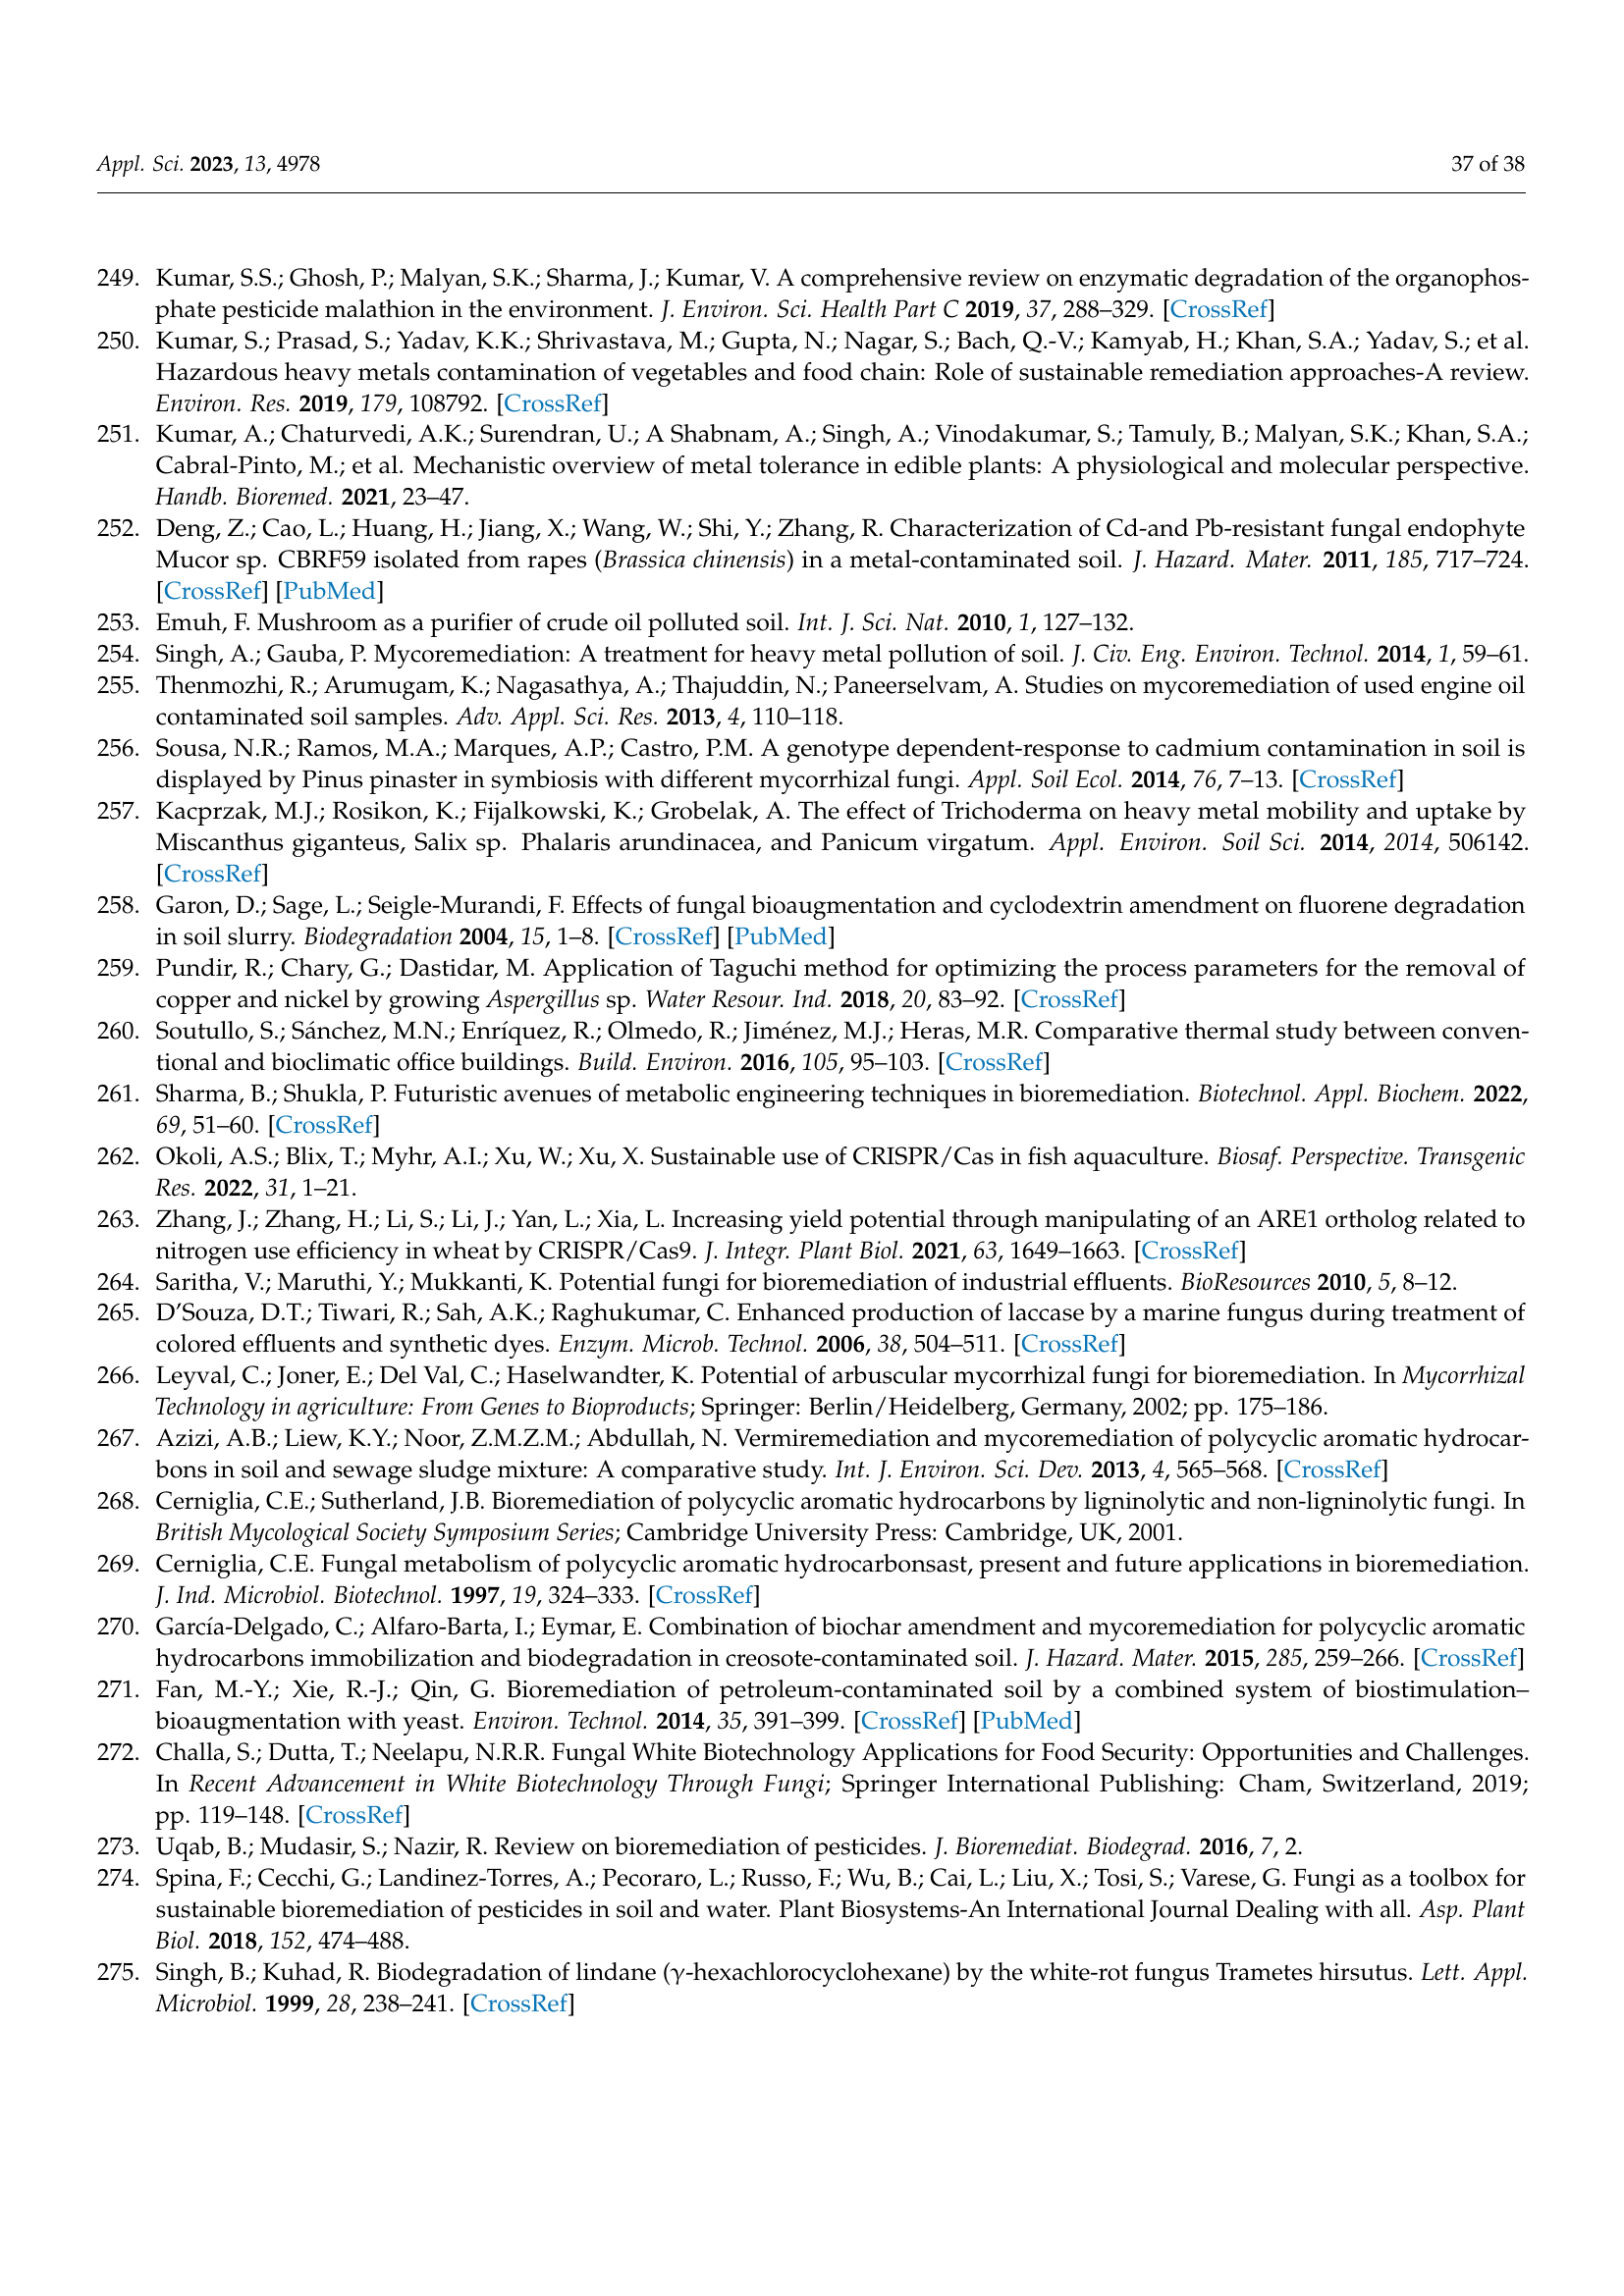 Appl. Sci. 2023, 13, 4978
37 of 38
249. Kumar, S.S.; Ghosh, P.; Malyan, S.K.; Sharma, J.; Kumar, V. A comprehensive review on enzymatic degradation of the organophos-
phate pesticide malathion in the environment. J. Environ. Sci. Health Part C 2019, 37, 288–329. [CrossRef]
250. Kumar, S.; Prasad, S.; Yadav, K.K.; Shrivastava, M.; Gupta, N.; Nagar, S.; Bach, Q.-V.; Kamyab, H.; Khan, S.A.; Yadav, S.; et al.
Hazardous heavy metals contamination of vegetables and food chain: Role of sustainable remediation approaches-A review.
Environ. Res. 2019, 179, 108792. [CrossRef]
251. Kumar, A.; Chaturvedi, A.K.; Surendran, U.; A Shabnam, A.; Singh, A.; Vinodakumar, S.; Tamuly, B.; Malyan, S.K.; Khan, S.A.;
Cabral-Pinto, M.; et al. Mechanistic overview of metal tolerance in edible plants: A physiological and molecular perspective.
Handb. Bioremed. 2021, 23–47.
252. Deng, Z.; Cao, L.; Huang, H.; Jiang, X.; Wang, W.; Shi, Y.; Zhang, R. Characterization of Cd-and Pb-resistant fungal endophyte
Mucor sp. CBRF59 isolated from rapes (Brassica chinensis) in a metal-contaminated soil. J. Hazard. Mater. 2011, 185, 717–724.
[CrossRef] [PubMed]
253. Emuh, F. Mushroom as a purifier of crude oil polluted soil. Int. J. Sci. Nat. 2010, 1, 127–132.
254. Singh, A.; Gauba, P. Mycoremediation: A treatment for heavy metal pollution of soil. J. Civ. Eng. Environ. Technol. 2014, 1, 59–61.
255. Thenmozhi, R.; Arumugam, K.; Nagasathya, A.; Thajuddin, N.; Paneerselvam, A. Studies on mycoremediation of used engine oil
contaminated soil samples. Adv. Appl. Sci. Res. 2013, 4, 110–118.
256. Sousa, N.R.; Ramos, M.A.; Marques, A.P.; Castro, P.M. A genotype dependent-response to cadmium contamination in soil is
displayed by Pinus pinaster in symbiosis with different mycorrhizal fungi. Appl. Soil Ecol. 2014, 76, 7–13. [CrossRef]
257. Kacprzak, M.J.; Rosikon, K.; Fijalkowski, K.; Grobelak, A. The effect of Trichoderma on heavy metal mobility and uptake by
Miscanthus giganteus, Salix sp. Phalaris arundinacea, and Panicum virgatum. Appl. Environ. Soil Sci. 2014, 2014, 506142.
[CrossRef]
258. Garon, D.; Sage, L.; Seigle-Murandi, F. Effects of fungal bioaugmentation and cyclodextrin amendment on fluorene degradation
in soil slurry. Biodegradation 2004, 15, 1–8. [CrossRef] [PubMed]
259. Pundir, R.; Chary, G.; Dastidar, M. Application of Taguchi method for optimizing the process parameters for the removal of
copper and nickel by growing Aspergillus sp. Water Resour. Ind. 2018, 20, 83–92. [CrossRef]
260. Soutullo, S.; Sánchez, M.N.; Enríquez, R.; Olmedo, R.; Jiménez, M.J.; Heras, M.R. Comparative thermal study between conven-
tional and bioclimatic office buildings. Build. Environ. 2016, 105, 95–103. [CrossRef]
261. Sharma, B.; Shukla, P. Futuristic avenues of metabolic engineering techniques in bioremediation. Biotechnol. Appl. Biochem. 2022,
69, 51–60. [CrossRef]
262. Okoli, A.S.; Blix, T.; Myhr, A.I.; Xu, W.; Xu, X. Sustainable use of CRISPR/Cas in fish aquaculture. Biosaf. Perspective. Transgenic
Res. 2022, 31, 1–21.
263. Zhang, J.; Zhang, H.; Li, S.; Li, J.; Yan, L.; Xia, L. Increasing yield potential through manipulating of an ARE1 ortholog related to
nitrogen use efficiency in wheat by CRISPR/Cas9. J. Integr. Plant Biol. 2021, 63, 1649–1663. [CrossRef]
264. Saritha, V.; Maruthi, Y.; Mukkanti, K. Potential fungi for bioremediation of industrial effluents. BioResources 2010, 5, 8–12.
265. D’Souza, D.T.; Tiwari, R.; Sah, A.K.; Raghukumar, C. Enhanced production of laccase by a marine fungus during treatment of
colored effluents and synthetic dyes. Enzym. Microb. Technol. 2006, 38, 504–511. [CrossRef]
266. Leyval, C.; Joner, E.; Del Val, C.; Haselwandter, K. Potential of arbuscular mycorrhizal fungi for bioremediation. In Mycorrhizal
Technology in agriculture: From Genes to Bioproducts; Springer: Berlin/Heidelberg, Germany, 2002; pp. 175–186.
267. Azizi, A.B.; Liew, K.Y.; Noor, Z.M.Z.M.; Abdullah, N. Vermiremediation and mycoremediation of polycyclic aromatic hydrocar-
bons in soil and sewage sludge mixture: A comparative study. Int. J. Environ. Sci. Dev. 2013, 4, 565–568. [CrossRef]
268. Cerniglia, C.E.; Sutherland, J.B. Bioremediation of polycyclic aromatic hydrocarbons by ligninolytic and non-ligninolytic fungi. In
British Mycological Society Symposium Series; Cambridge University Press: Cambridge, UK, 2001.
269. Cerniglia, C.E. Fungal metabolism of polycyclic aromatic hydrocarbonsast, present and future applications in bioremediation.
J. Ind. Microbiol. Biotechnol. 1997, 19, 324–333. [CrossRef]
270. García-Delgado, C.; Alfaro-Barta, I.; Eymar, E. Combination of biochar amendment and mycoremediation for polycyclic aromatic
hydrocarbons immobilization and biodegradation in creosote-contaminated soil. J. Hazard. Mater. 2015, 285, 259–266. [CrossRef]
271. Fan, M.-Y.; Xie, R.-J.; Qin, G. Bioremediation of petroleum-contaminated soil by a combined system of biostimulation–
bioaugmentation with yeast. Environ. Technol. 2014, 35, 391–399. [CrossRef] [PubMed]
272. Challa, S.; Dutta, T.; Neelapu, N.R.R. Fungal White Biotechnology Applications for Food Security: Opportunities and Challenges.
In Recent Advancement in White Biotechnology Through Fungi; Springer International Publishing: Cham, Switzerland, 2019;
pp. 119–148. [CrossRef]
273. Uqab, B.; Mudasir, S.; Nazir, R. Review on bioremediation of pesticides. J. Bioremediat. Biodegrad. 2016, 7, 2.
274. Spina, F.; Cecchi, G.; Landinez-Torres, A.; Pecoraro, L.; Russo, F.; Wu, B.; Cai, L.; Liu, X.; Tosi, S.; Varese, G. Fungi as a toolbox for
sustainable bioremediation of pesticides in soil and water. Plant Biosystems-An International Journal Dealing with all. Asp. Plant
Biol. 2018, 152, 474–488.
275. Singh, B.; Kuhad, R. Biodegradation of lindane (γ-hexachlorocyclohexane) by the white-rot fungus Trametes hirsutus. Lett. Appl.
Microbiol. 1999, 28, 238–241. [CrossRef]